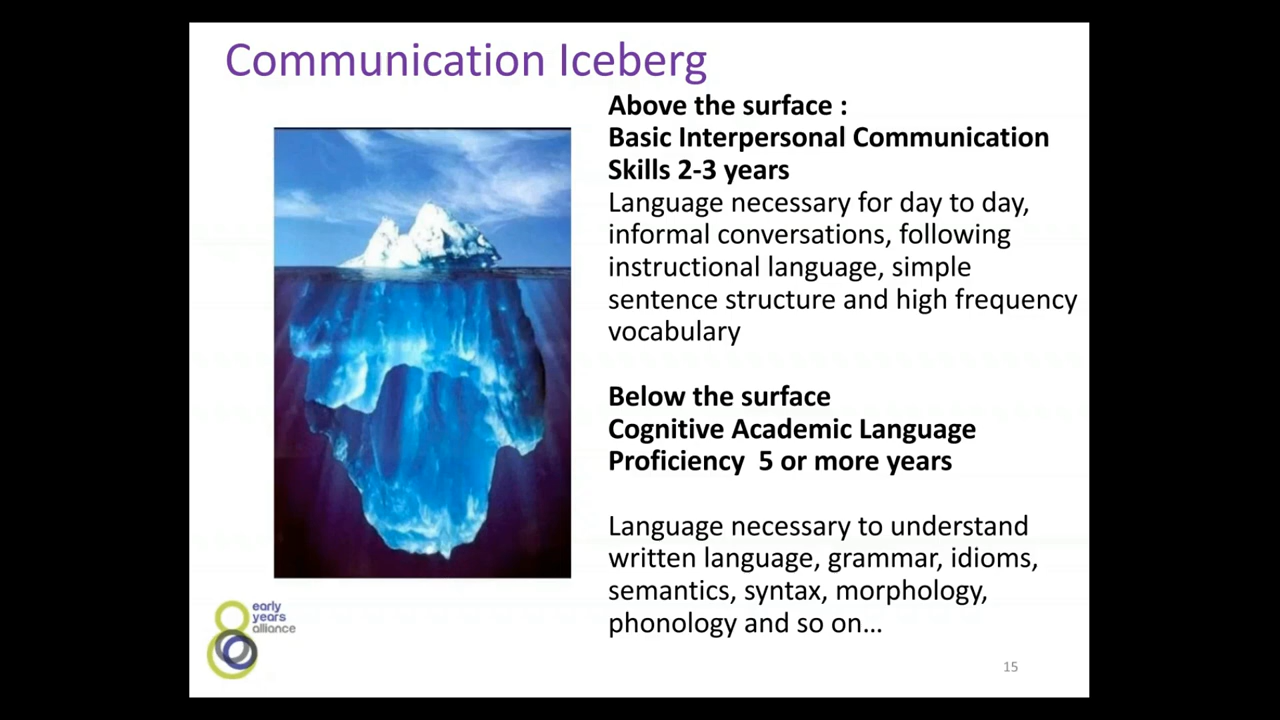 Communication Iceberg
Above the surface :
Basic Interpersonal Communication
Skills 2-3 years
Language necessary for day to day,
informal conversations, following
instructional language, simple
sentence structure and high frequency
vocabulary
Below the surface
Cognitive Academic Language
Proficiency  5 or more years
Language necessary to understand
written language, grammar, idioms,
semantics, syntax, morphology,
phonology and so on…
early
years
alliance
15